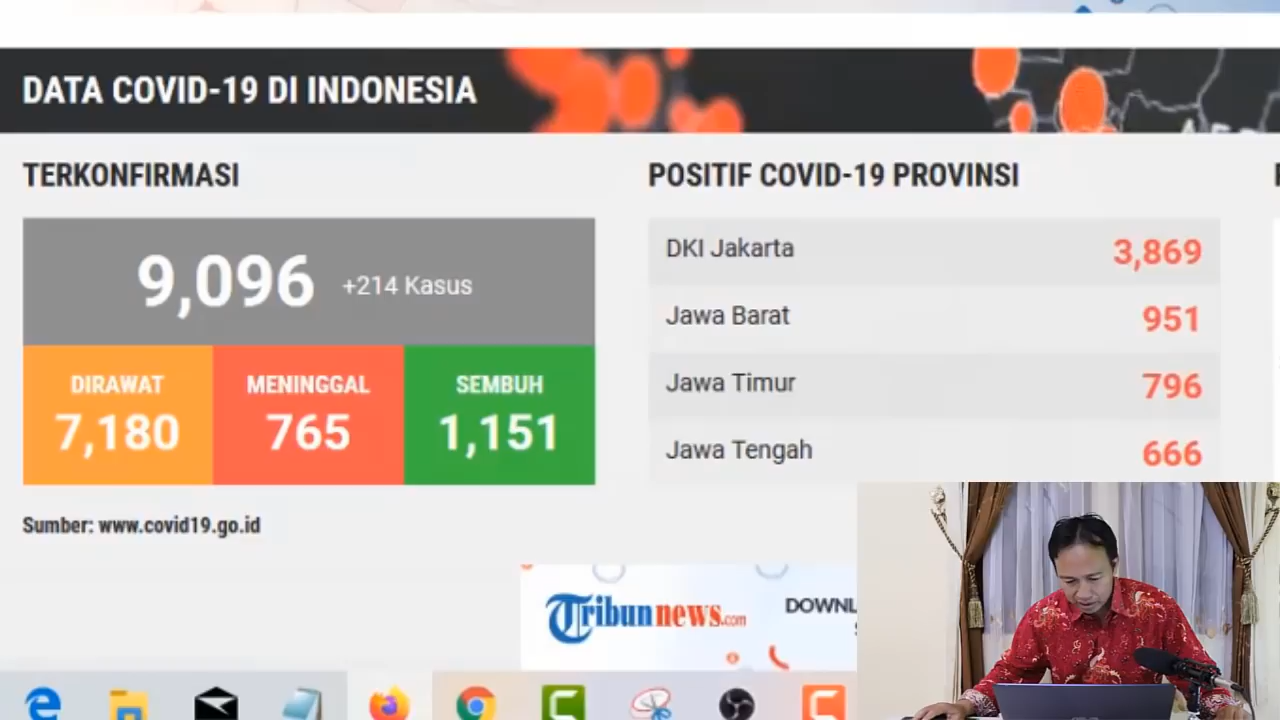 DATA COVID-19 DI INDONESIA
TERKONFIRMASI
9,096 +214 Kasus
DIRAWAT
7,180
MENINGGAL
765
SEMBUH
1,151
Sumber: www.covid19.go.id
POSITIF COVID-19 PROVINSI
DKI Jakarta 3,869
Jawa Barat 951
Jawa Timur 796
Jawa Tengah 666
Tribunnews.com